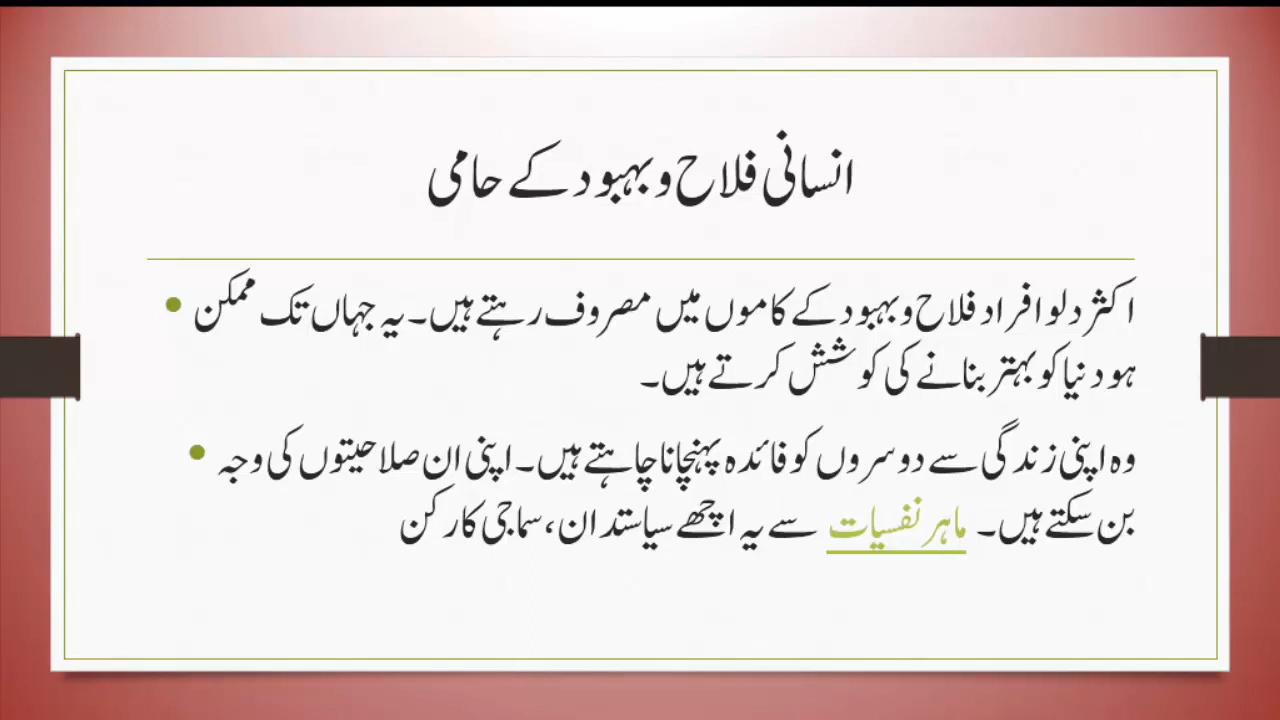 انسانی فلاح و بہبود کے حامی
اکثر دلو افراد فلاح و بہبود کے کاموں میں مصروف رہتے ہیں۔ یہ جہاں تک ممکن
ہو دنیا کو بہتر بنانے کی کوشش کرتے ہیں۔
وہ اپنی زندگی سے دوسروں کو فائدہ پہنچانا چاہتے ہیں۔ اپنی ان صلاحیتوں کی وجہ
بن سکتے ہیں۔ ماہر نفسیات سے یہ اچھے سیاستدان، سماجی کارکن